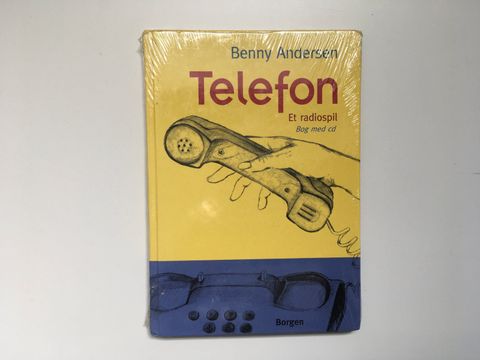 Benny Andersen
Telefon
Et radiospil
Bog med cd
Borgen